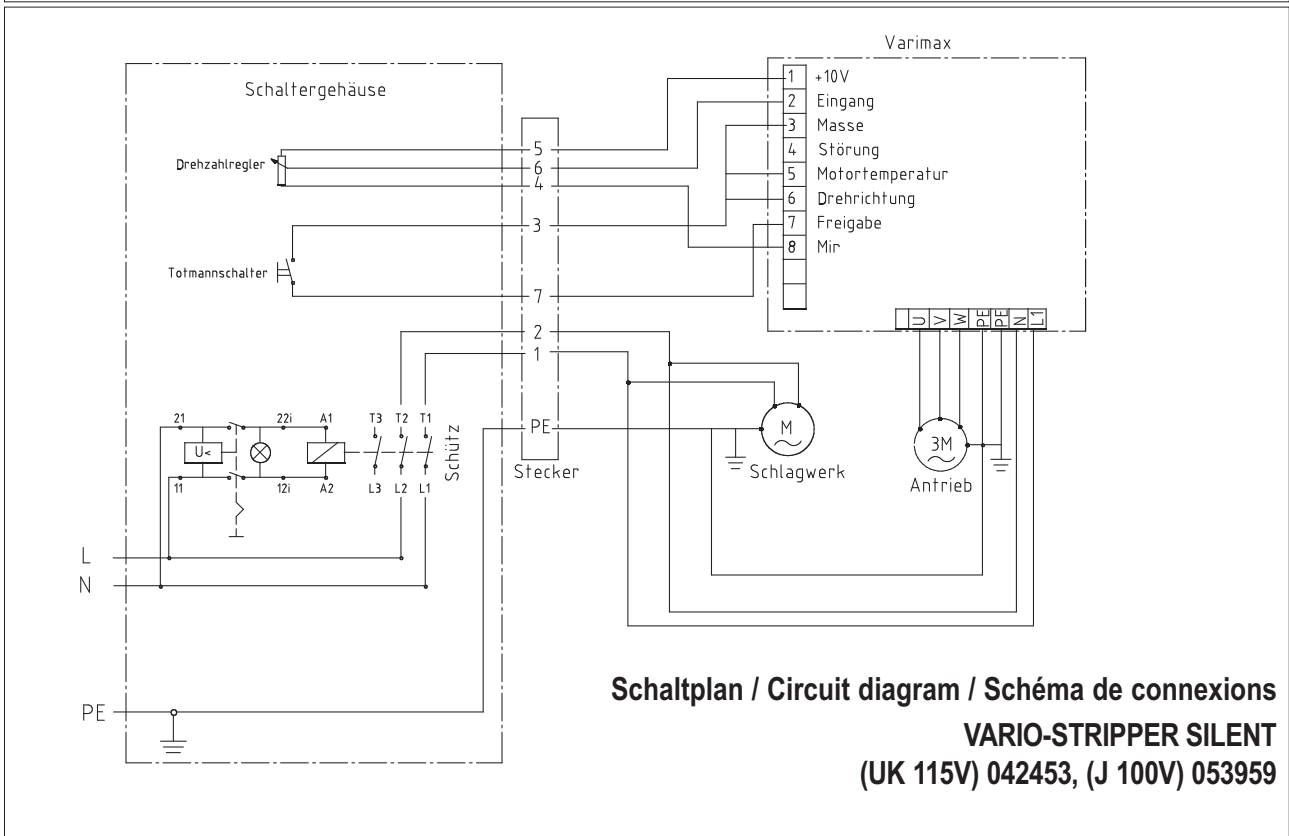 Varimax
Schaltergehäuse
1 +10V
2 Eingang
3 Masse
4 Störung
5 Motortemperatur
6 Drehrichtung
7 Freigabe
8 Mir
Drehzahlregler
5
6
4
3
Totmannschalter
7
2
1
PE
Stecker
U V W PE PE N L1
21 22i A1 T3 T2 T1
U<
11 12i A2 L3 L2 L1
Schütz
M
~
Schlagwerk
3M
~
Antrieb
L
N
PE
Schaltplan / Circuit diagram / Schéma de connexions
VARIO-STRIPPER SILENT
(UK 115V) 042453, (J 100V) 053959